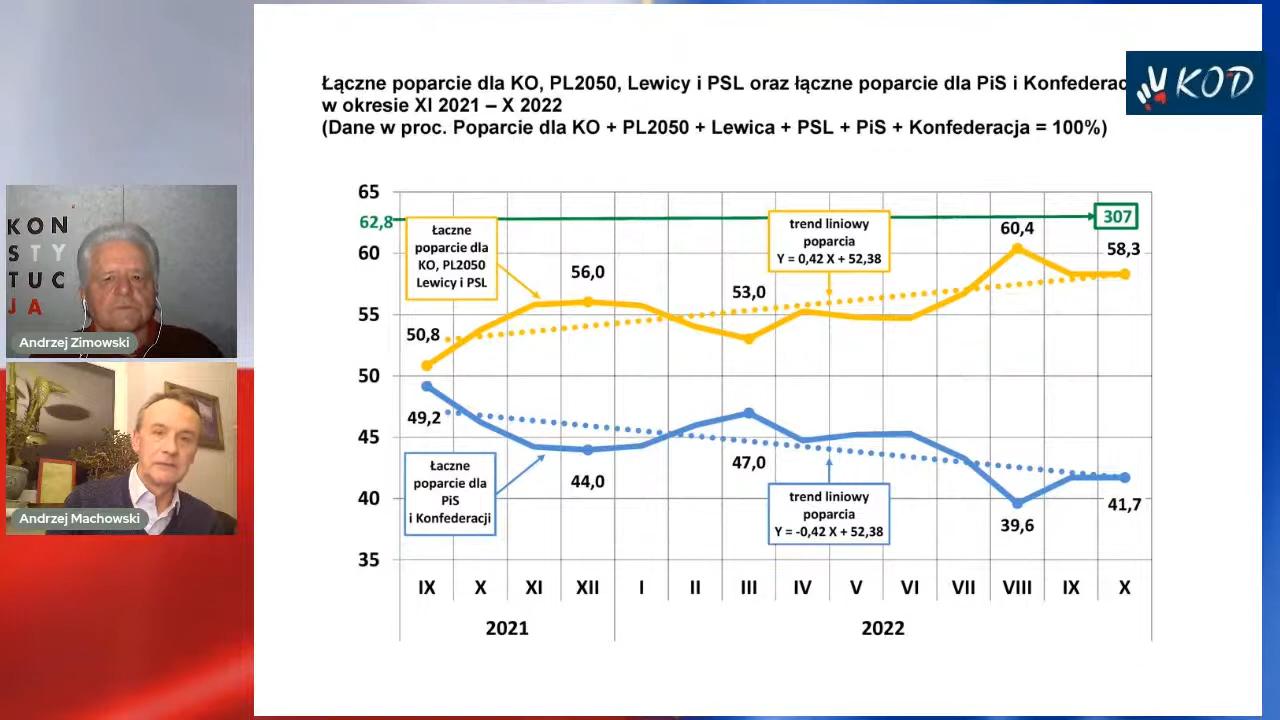 Łączne poparcie dla KO, PL2050, Lewicy i PSL oraz łączne poparcie dla PiS i Konfederac
w okresie XI 2021 – X 2022
(Dane w proc. Poparcie dla KO + PL2050 + Lewica + PSL + PiS + Konfederacja = 100%)
KOD
KON
STY
TUC
JA
Andrzej Zimowski
Andrzej Machowski
65
62,8
60
55
50
45
40
35
307
Łaczne
poparcie dla
KO, PL2050
Lewicy i PSL
trend liniowy
poparcia
Y = 0,42 X + 52,38
50,8
56,0
53,0
60,4
58,3
49,2
44,0
47,0
39,6
41,7
Łaczne
poparcie dla
PiS
i Konfederacji
trend liniowy
poparcia
Y = -0,42 X + 52,38
IX X XI XII I II III IV V VI VII VIII IX X
2021 2022